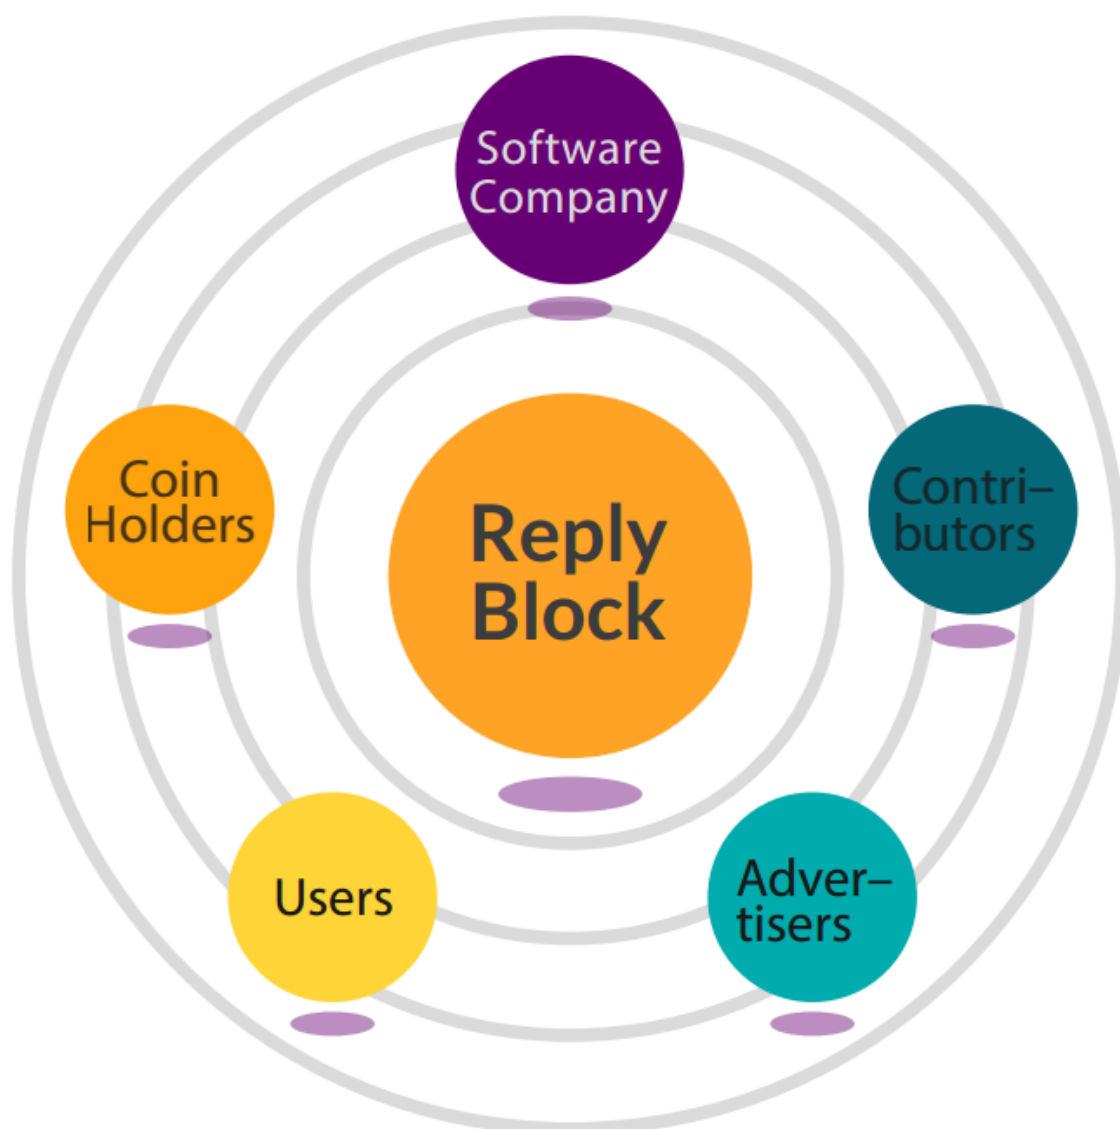 Software
Company
Coin
Holders
Contri–
butors
Reply
Block
Users
Adver–
tisers